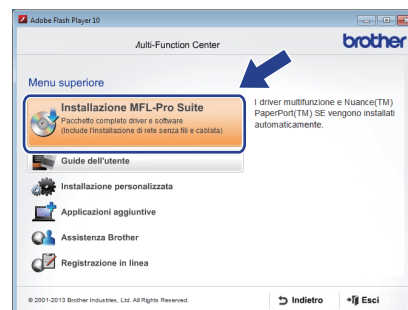 Adobe Flash Player 10
Multi-Function Center
brother
Menu superiore
Installazione MFL-Pro Suite
Pacchetto completo driver e software
(Include l'installazione di rete senza fili e cablata)
I driver multifunzione e Nuance(TM)
PaperPort(TM) SE vengono installati
automaticamente.
Guide dell'utente
Installazione personalizzata
Applicazioni aggiuntive
Assistenza Brother
Registrazione in linea
© 2001-2013 Brother Industries, Ltd. All Rights Reserved.
Indietro
Esci